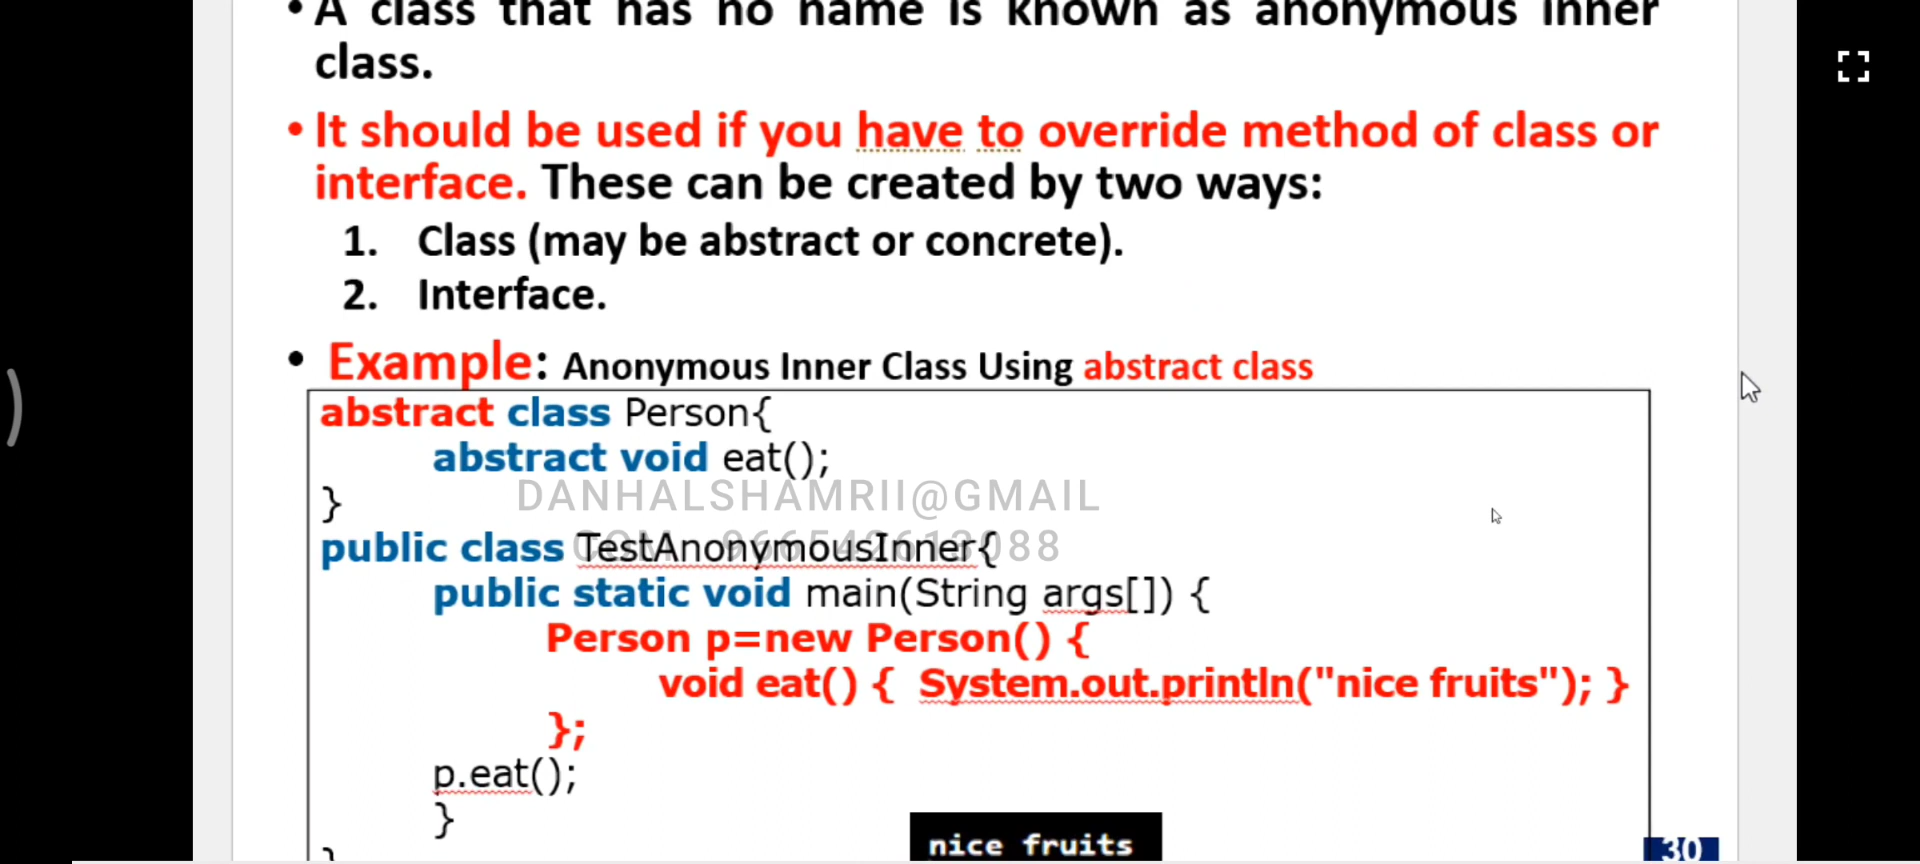 • A class that has no name is known as anonymous inner
class.
• It should be used if you have to override method of class or
interface. These can be created by two ways:
1. Class (may be abstract or concrete).
2. Interface.
• Example: Anonymous Inner Class Using abstract class
abstract class Person{
abstract void eat();
DANHALSHAMRII@GMAIL
}
public class TestAnonymousInner{
public static void main(String args[]) {
Person p=new Person() {
void eat() { System.out.println("nice fruits"); }
};
p.eat();
}
nice fruits
30
}